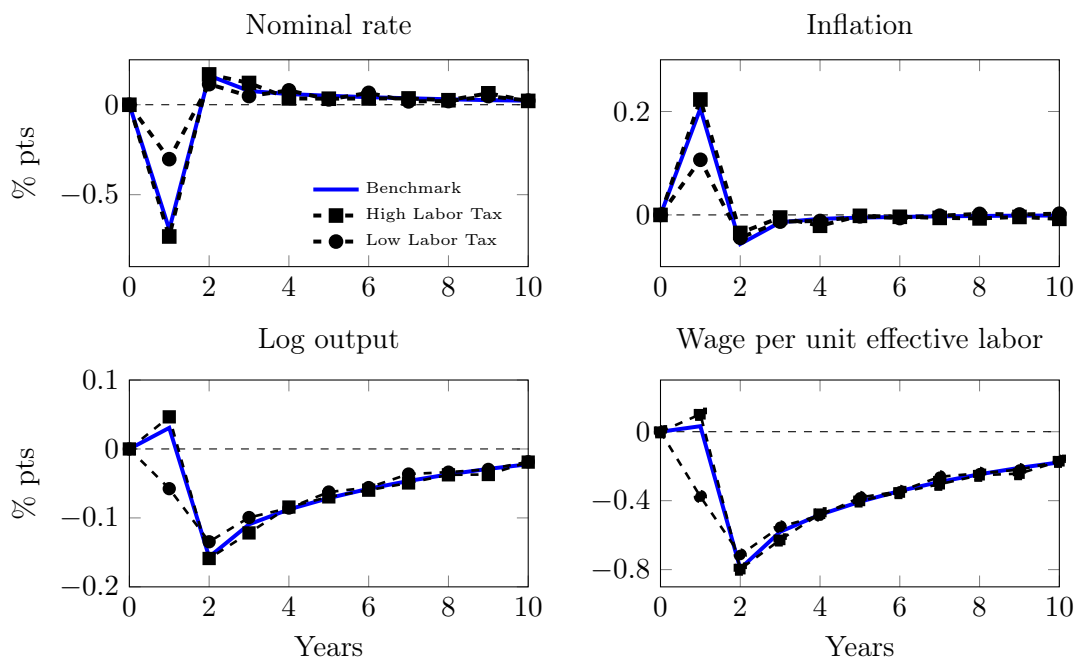 Nominal rate
Inflation
% pts
0
−0.5
Benchmark
High Labor Tax
Low Labor Tax
0 2 4 6 8 10
0.2
0
0 2 4 6 8 10
Log output
Wage per unit effective labor
% pts
0.1
0
−0.1
−0.2
0 2 4 6 8 10
Years
0
−0.4
−0.8
0 2 4 6 8 10
Years